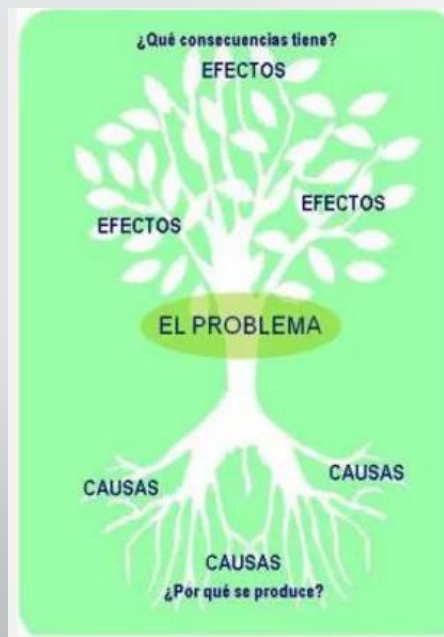 ¿Qué consecuencias tiene?
EFECTOS
EFECTOS
EFECTOS
EL PROBLEMA
CAUSAS
CAUSAS
CAUSAS
¿Por qué se produce?